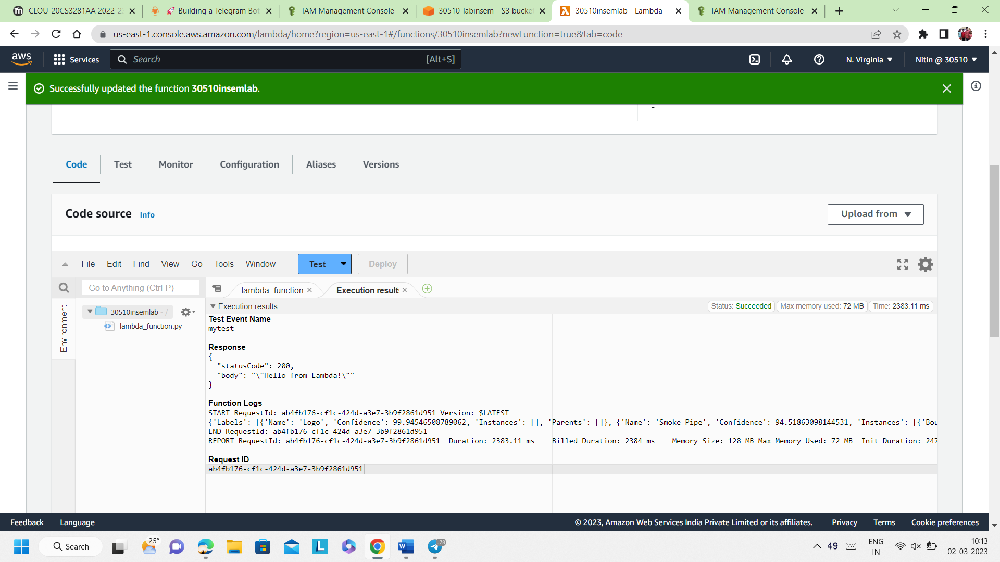 CLOU-20CS3281AA 2022-2
🚀 Building a Telegram Bot
IAM Management Console
30510-labinsem - S3 bucke
30510insemlab - Lambda
IAM Management Console
us-east-1.console.aws.amazon.com/lambda/home?region=us-east-1#/functions/30510insemlab?newFunction=true&tab=code
aws
Services
Search
[Alt+S]
N. Virginia ▼
Nitin @ 30510 ▼
Successfully updated the function 30510insemlab.
-
Code
Test
Monitor
Configuration
Aliases
Versions
Code source Info
Upload from ▼
File Edit Find View Go Tools Window
Test
Deploy
Go to Anything (Ctrl-P)
lambda_function.
Execution results
Environment
30510insemlab - /
lambda_function.py
Execution results
Status: Succeeded
Max memory used: 72 MB
Time: 2383.11 ms
Test Event Name
mytest
Response
{
"statusCode": 200,
"body": "\"Hello from Lambda!\""
}
Function Logs
START RequestId: ab4fb176-cf1c-424d-a3e7-3b9f2861d951 Version: $LATEST
{'Labels': [{'Name': 'Logo', 'Confidence': 99.94546508789062, 'Instances': [], 'Parents': []}, {'Name': 'Smoke Pipe', 'Confidence': 94.51863098144531, 'Instances': [{'Bou
END RequestId: ab4fb176-cf1c-424d-a3e7-3b9f2861d951
REPORT RequestId: ab4fb176-cf1c-424d-a3e7-3b9f2861d951 Duration: 2383.11 ms Billed Duration: 2384 ms Memory Size: 128 MB Max Memory Used: 72 MB Init Duration: 247
Request ID
ab4fb176-cf1c-424d-a3e7-3b9f2861d951
Feedback
Language
© 2023, Amazon Web Services India Private Limited or its affiliates.
Privacy
Terms
Cookie preferences
Search
25°
78
49
ENG
IN
10:13
02-03-2023